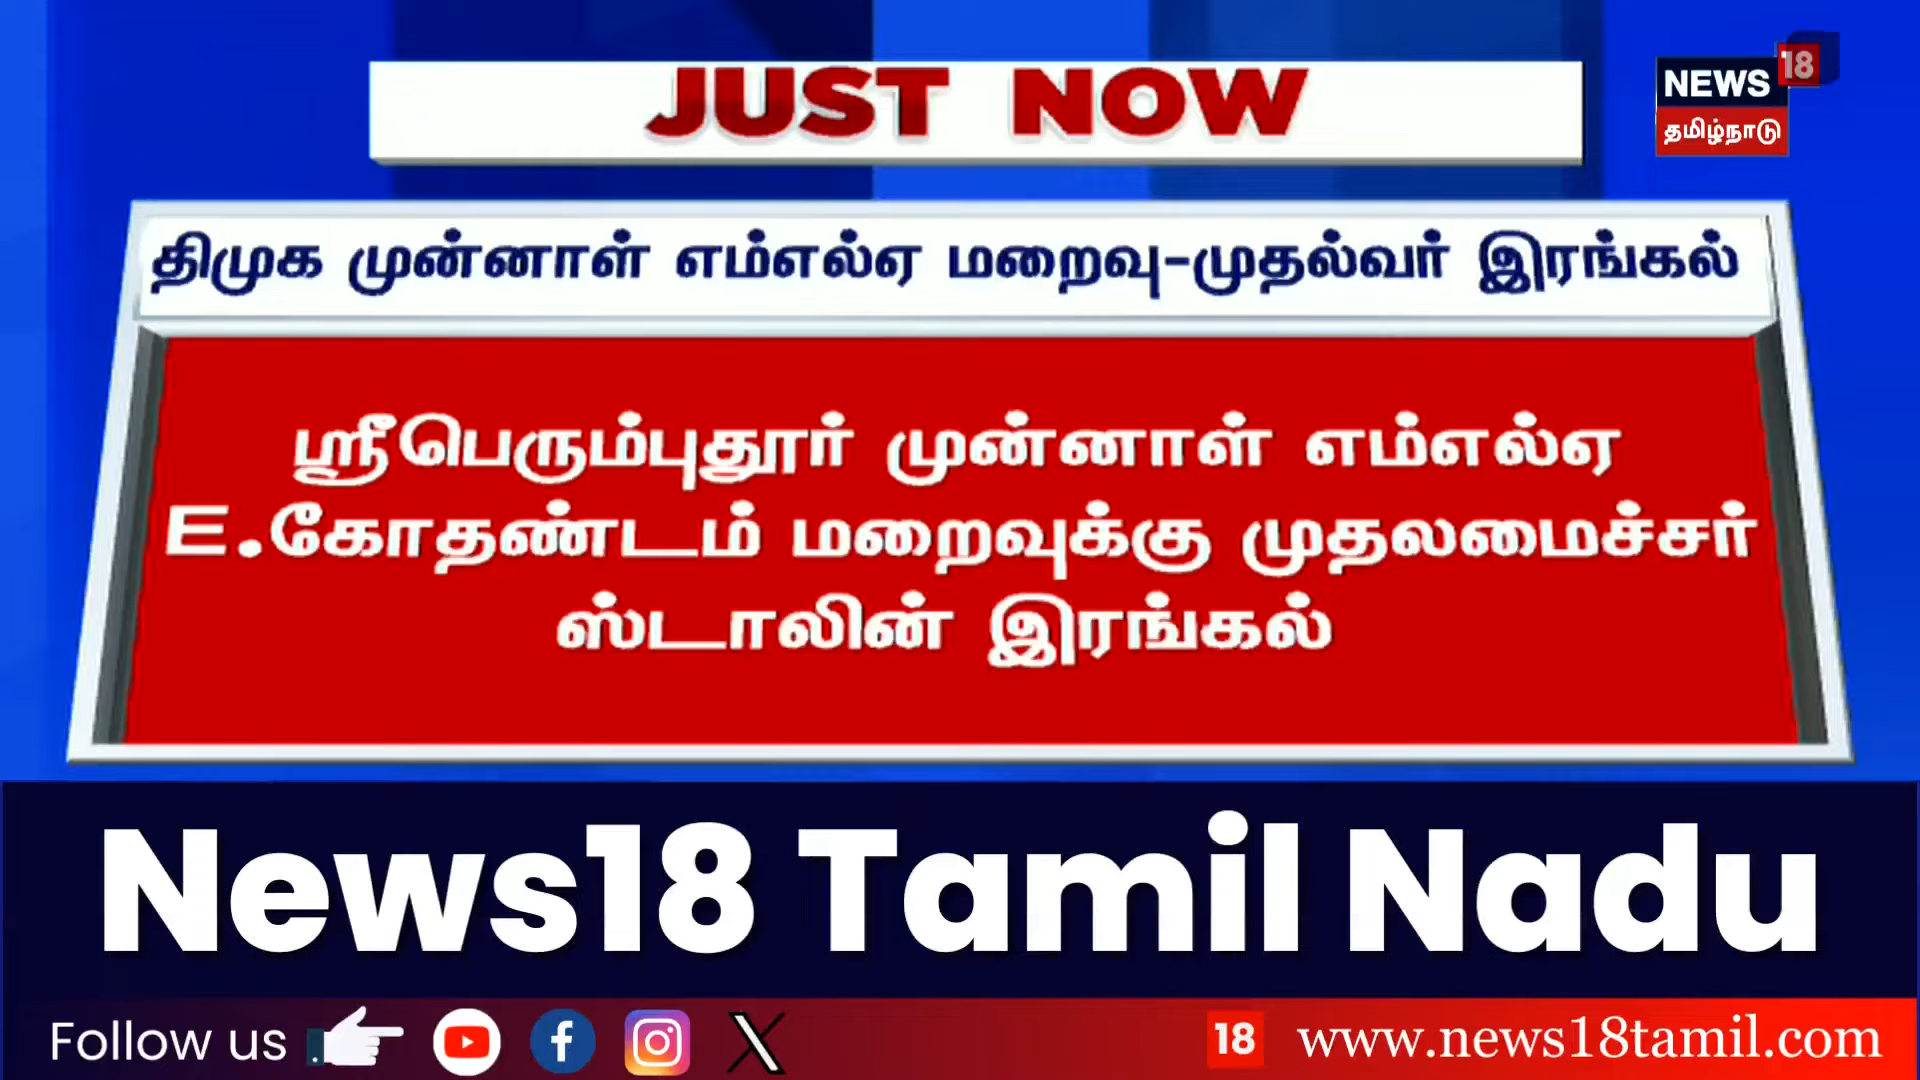 JUST NOW
NEWS 18
தமிழ்நாடு
திமுக முன்னாள் எம்எல்ஏ மறைவு-முதல்வர் இரங்கல்
ஸ்ரீபெரும்புதூர் முன்னாள் எம்எல்ஏ
E.கோதண்டம் மறைவுக்கு முதலமைச்சர்
ஸ்டாலின் இரங்கல்
News18 Tamil Nadu
Follow us
18 www.news18tamil.com